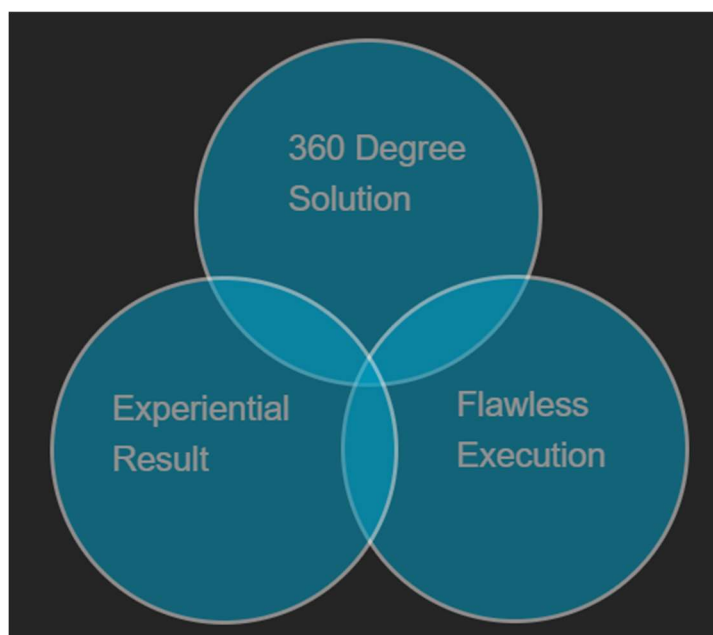 360 Degree
Solution
Experiential
Result
Flawless
Execution